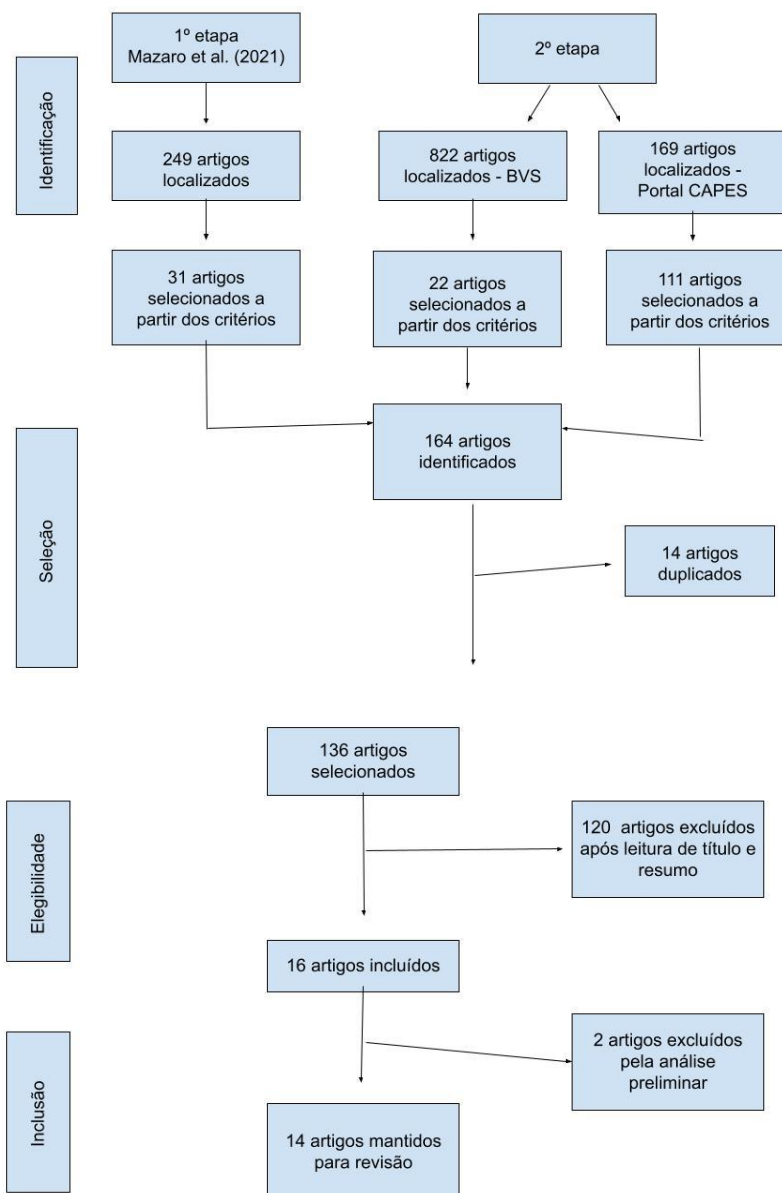 Identificação
1º etapa
Mazaro et al. (2021)
2º etapa
249 artigos
localizados
822 artigos
localizados - BVS
169 artigos
localizados -
Portal CAPES
31 artigos
selecionados a
partir dos critérios
22 artigos
selecionados a
partir dos critérios
111 artigos
selecionados a
partir dos critérios
Seleção
164 artigos
identificados
14 artigos
duplicados
136 artigos
selecionados
Elegibilidade
120 artigos excluídos
após leitura de título e
resumo
16 artigos incluídos
Inclusão
2 artigos excluídos
pela análise
preliminar
14 artigos mantidos
para revisão